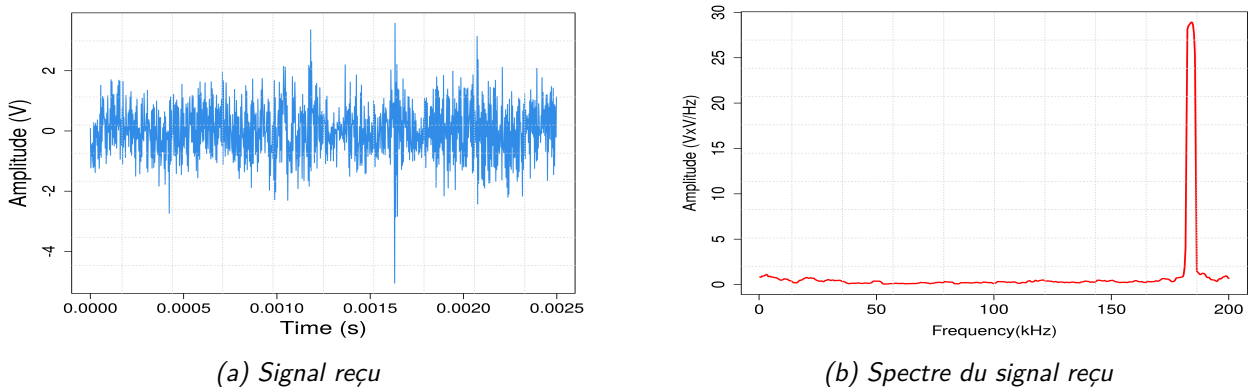 Amplitude (V)
2
0
-2
-4
0.0000 0.0005 0.0010 0.0015 0.0020 0.0025
Time (s)
(a) Signal reçu
Amplitude (VxV/Hz)
30
25
20
15
10
5
0
0 50 100 150 200
Frequency(kHz)
(b) Spectre du signal reçu